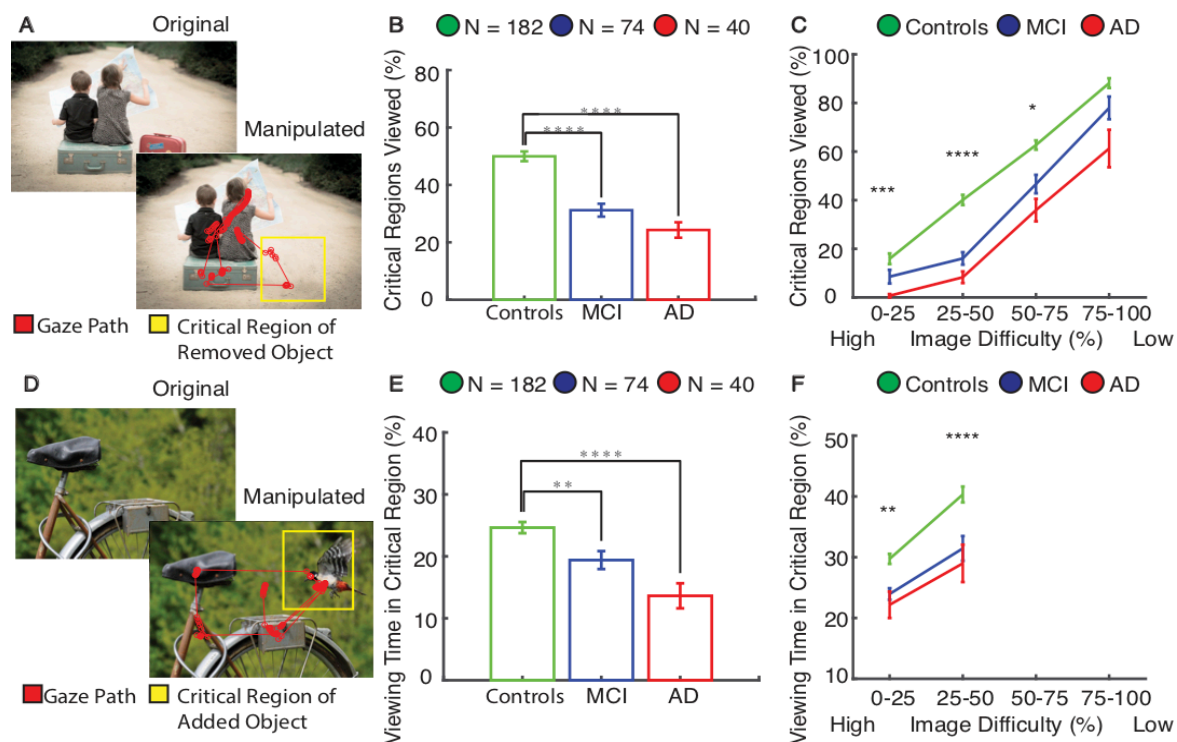 A
Original
Manipulated
Gaze Path
Critical Region of
Removed Object
B
N = 182 N = 74 N = 40
Critical Regions Viewed (%)
80
60
40
20
0
****
****
Controls MCI AD
C
Controls MCI AD
Critical Regions Viewed (%)
100
80
60
40
20
0
***
****
*
0-25 25-50 50-75 75-100
High Image Difficulty (%) Low
D
Original
Manipulated
Gaze Path
Critical Region of
Added Object
E
N = 182 N = 74 N = 40
Viewing Time in Critical Region (%)
40
30
20
10
0
****
**
Controls MCI AD
F
Controls MCI AD
Viewing Time in Critical Region (%)
50
40
30
20
10
**
****
0-25 25-50 50-75 75-100
High Image Difficulty (%) Low